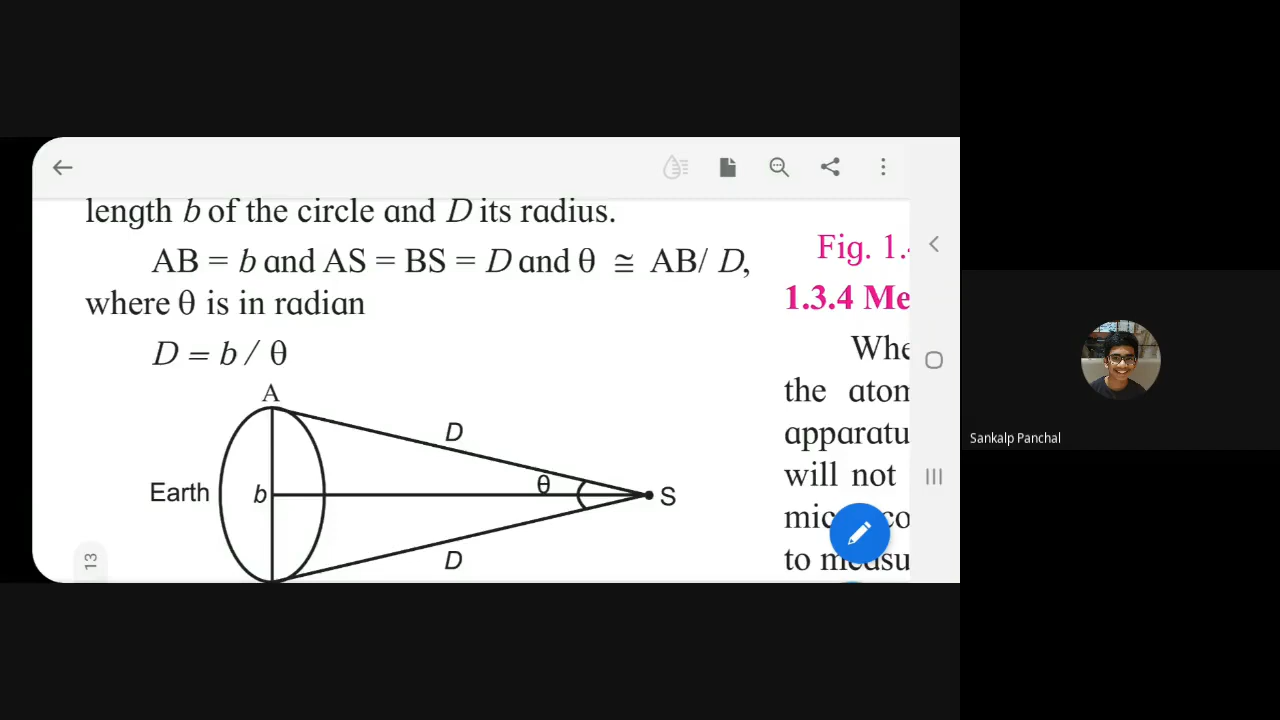 length b of the circle and D its radius.
AB = b and AS = BS = D and θ ≅ AB/ D,
where θ is in radian
D = b / θ
A
D
Earth
b
θ
S
D
13
Fig. 1.
1.3.4 Me
Whe
the atom
apparatu
will not
to measu
Sankalp Panchal